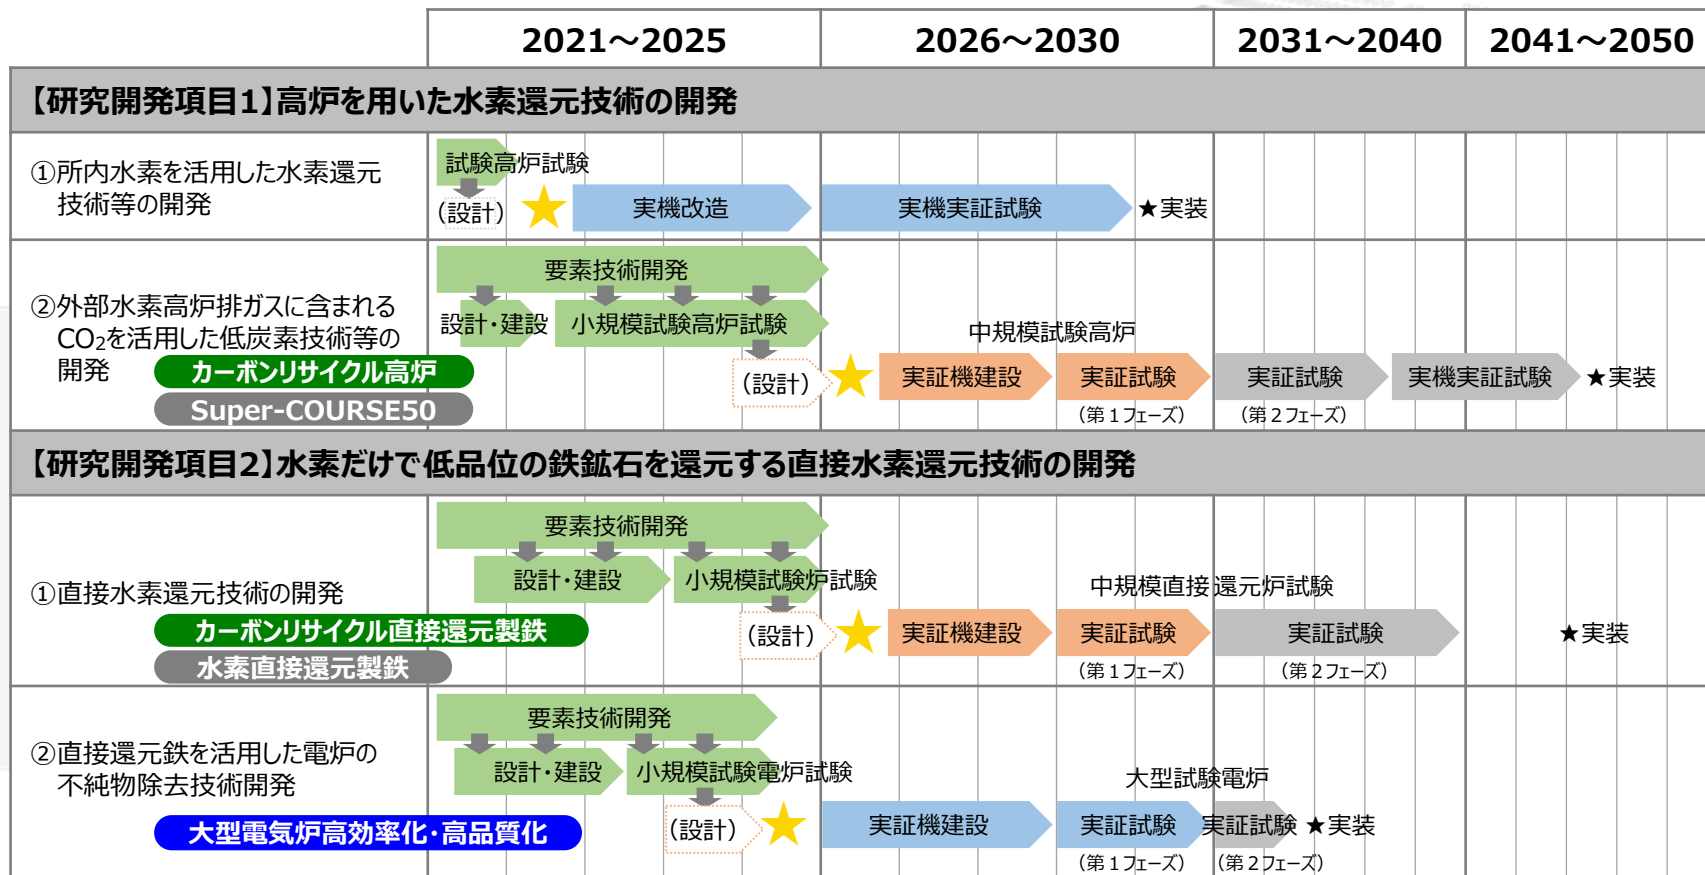 2021～2025
2026～2030
2031～2040
2041～2050
【研究開発項目1】高炉を用いた水素還元技術の開発
①所内水素を活用した水素還元
技術等の開発
試験高炉試験
（設計）
実機改造
実機実証試験
★実装
②外部水素高炉排ガスに含まれる
CO₂を活用した低炭素技術等の
開発
カーボンリサイクル高炉
Super-COURSE50
要素技術開発
設計・建設
小規模試験高炉試験
（設計）
中規模試験高炉
実証機建設
実証試験
（第１フェーズ）
実証試験
（第２フェーズ）
実機実証試験
★実装
【研究開発項目2】水素だけで低品位の鉄鉱石を還元する直接水素還元技術の開発
①直接水素還元技術の開発
カーボンリサイクル直接還元製鉄
水素直接還元製鉄
要素技術開発
設計・建設
小規模試験炉試験
（設計）
中規模直接還元炉試験
実証機建設
実証試験
（第１フェーズ）
実証試験
（第２フェーズ）
★実装
②直接還元鉄を活用した電炉の
不純物除去技術開発
大型電気炉高効率化・高品質化
要素技術開発
設計・建設
小規模試験電炉試験
（設計）
大型試験電炉
実証機建設
実証試験
（第１フェーズ）
実証試験
（第２フェーズ）
★実装